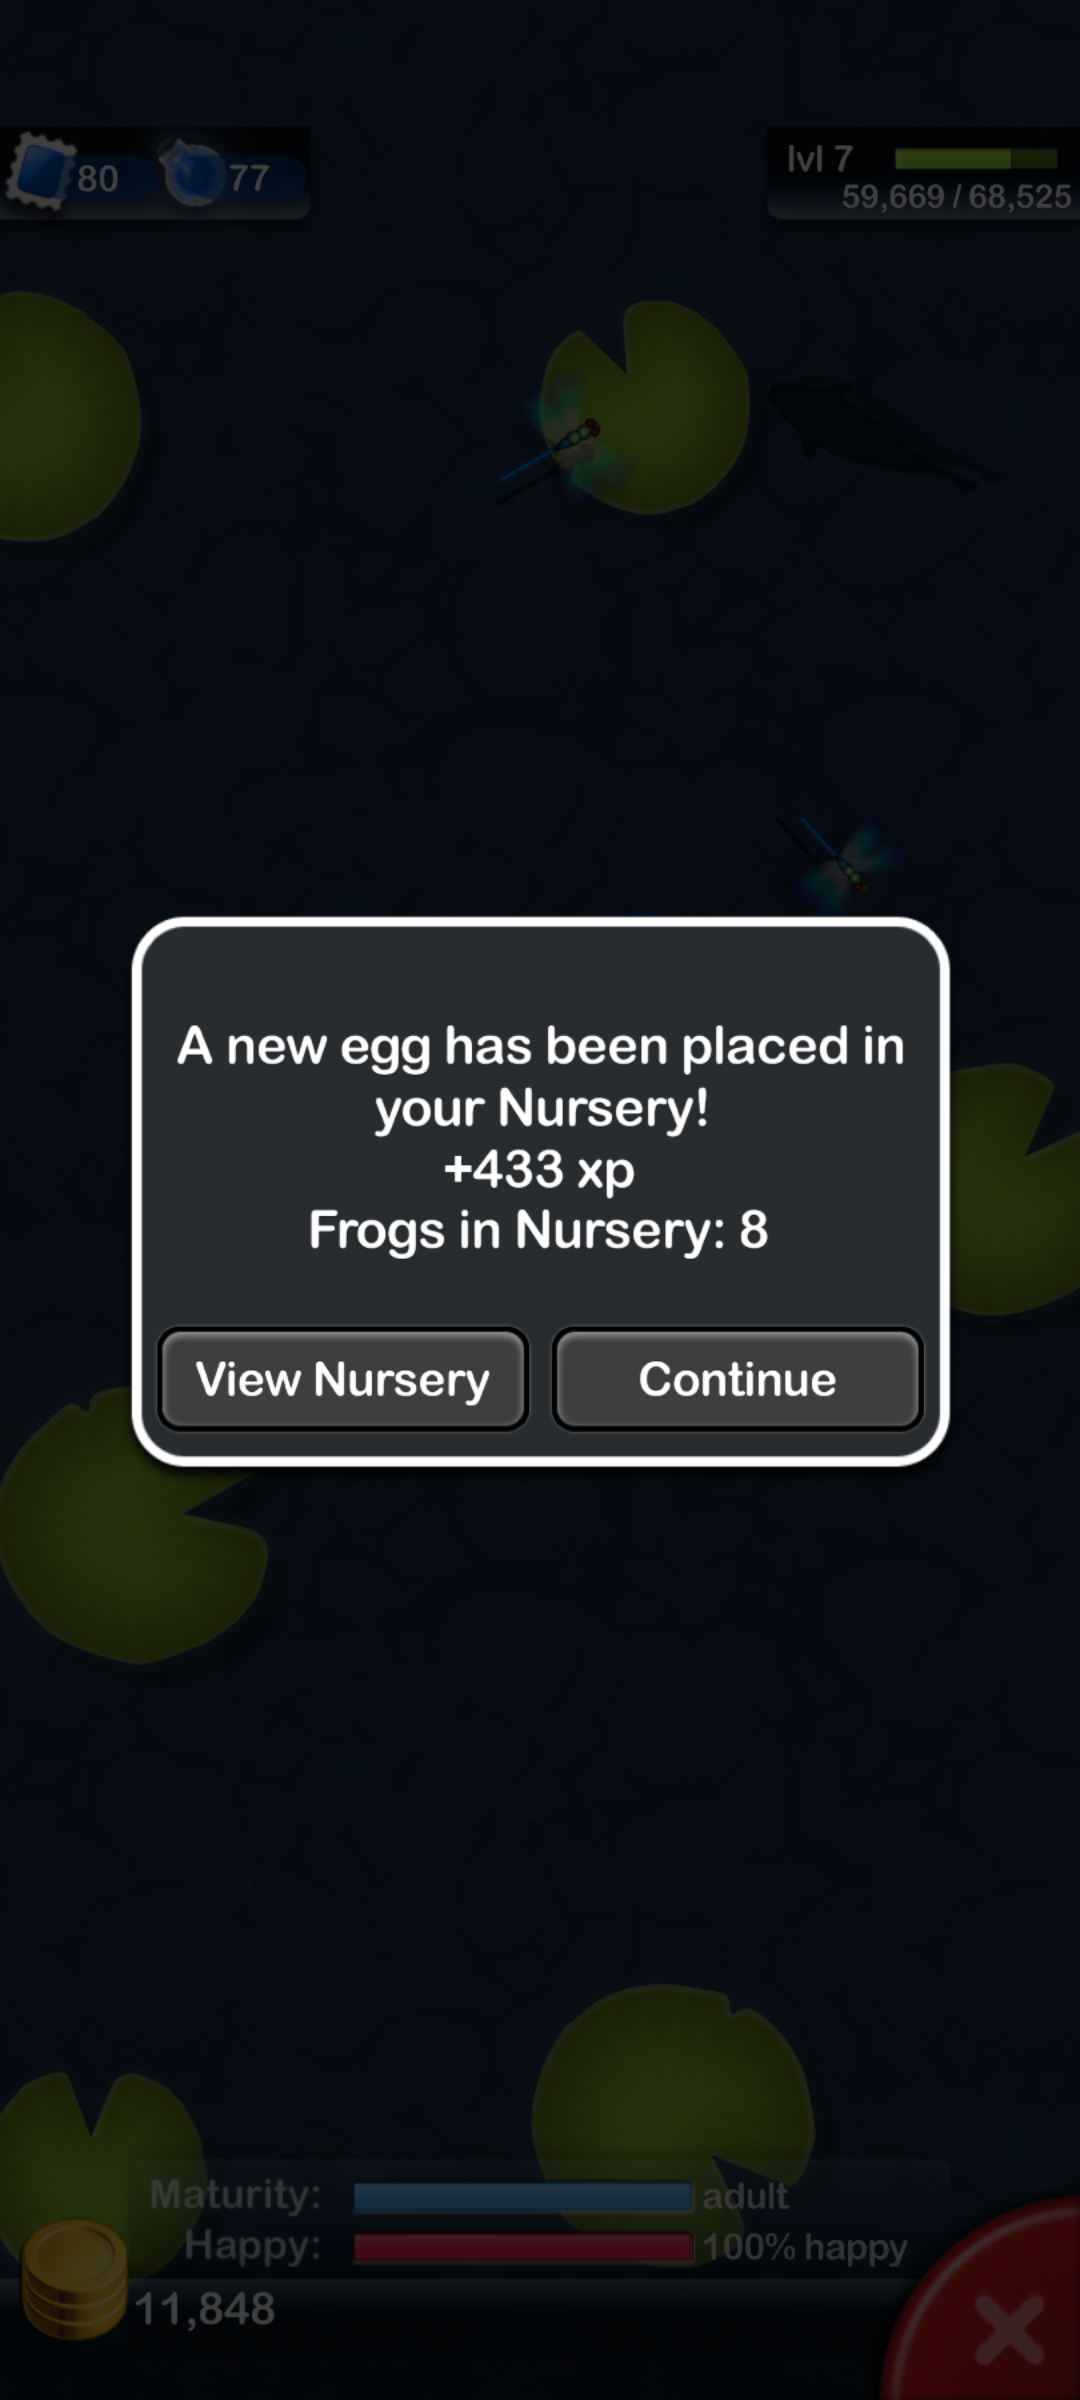 80 77
lvl 7
59,669 / 68,525
A new egg has been placed in
your Nursery!
+433 xp
Frogs in Nursery: 8
View Nursery Continue
Maturity: adult
Happy: 100% happy
11,848